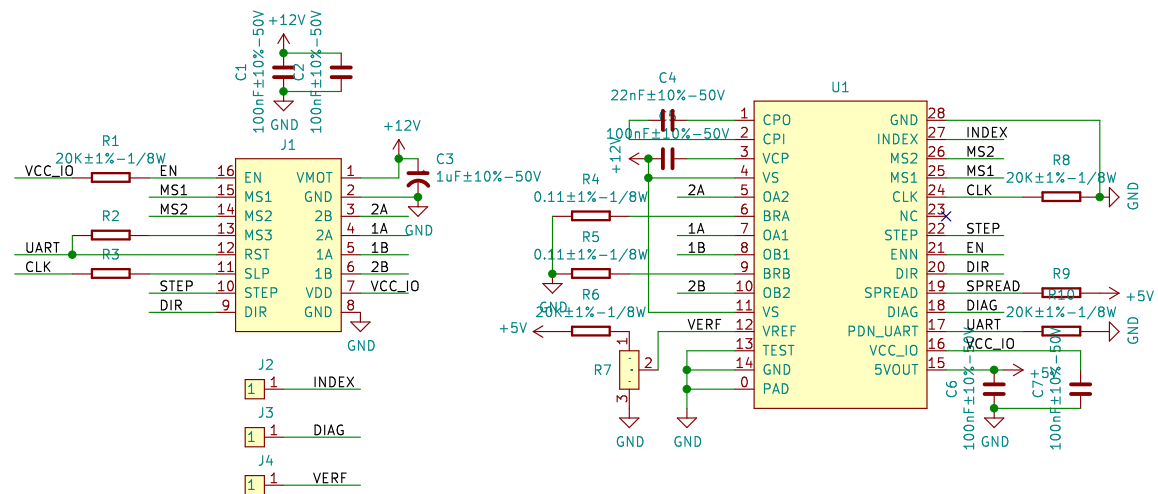 +12V
C1
100nF±10%-50V
C2
100nF±10%-50V
GND
R1
20K±1%-1/8W
VCC_IO
EN
MS1
MS2
R2
UART
R3
CLK
STEP
DIR
J1
16 EN VMOT 1
15 MS1 GND 2
14 MS2 2B 3
13 MS3 2A 4
12 RST 1A 5
11 SLP 1B 6
10 STEP VDD 7
9 DIR GND 8
+12V
C3
1uF±10%-50V
GND
2A
1A
1B
2B
VCC_IO
GND
J2
1 1 INDEX
J3
1 1 DIAG
J4
1 1 VERF
C4
22nF±10%-50V
100nF±10%-50V
+12V
R4
0.11±1%-1/8W
R5
0.11±1%-1/8W
GND
R6
20K±1%-1/8W
+5V
R7
1
2
3
GND
2A
1A
1B
2B
VERF
GND
U1
1 CPO GND 28
2 CPI INDEX 27
3 VCP MS2 26
4 VS MS1 25
5 OA2 CLK 24
6 BRA NC 23
7 OA1 STEP 22
8 OB1 ENN 21
9 BRB DIR 20
10 OB2 SPREAD 19
11 VS DIAG 18
12 VREF PDN_UART 17
13 TEST VCC_IO 16
14 GND 5VOUT 15
0 PAD
INDEX
MS2
MS1
CLK
STEP
EN
DIR
SPREAD
DIAG
UART
VCC_IO
R8
20K±1%-1/8W
GND
R9
+5V
R10
20K±1%-1/8W
GND
+5V
C6
100nF±10%-50V
C7
100nF±10%-50V
GND